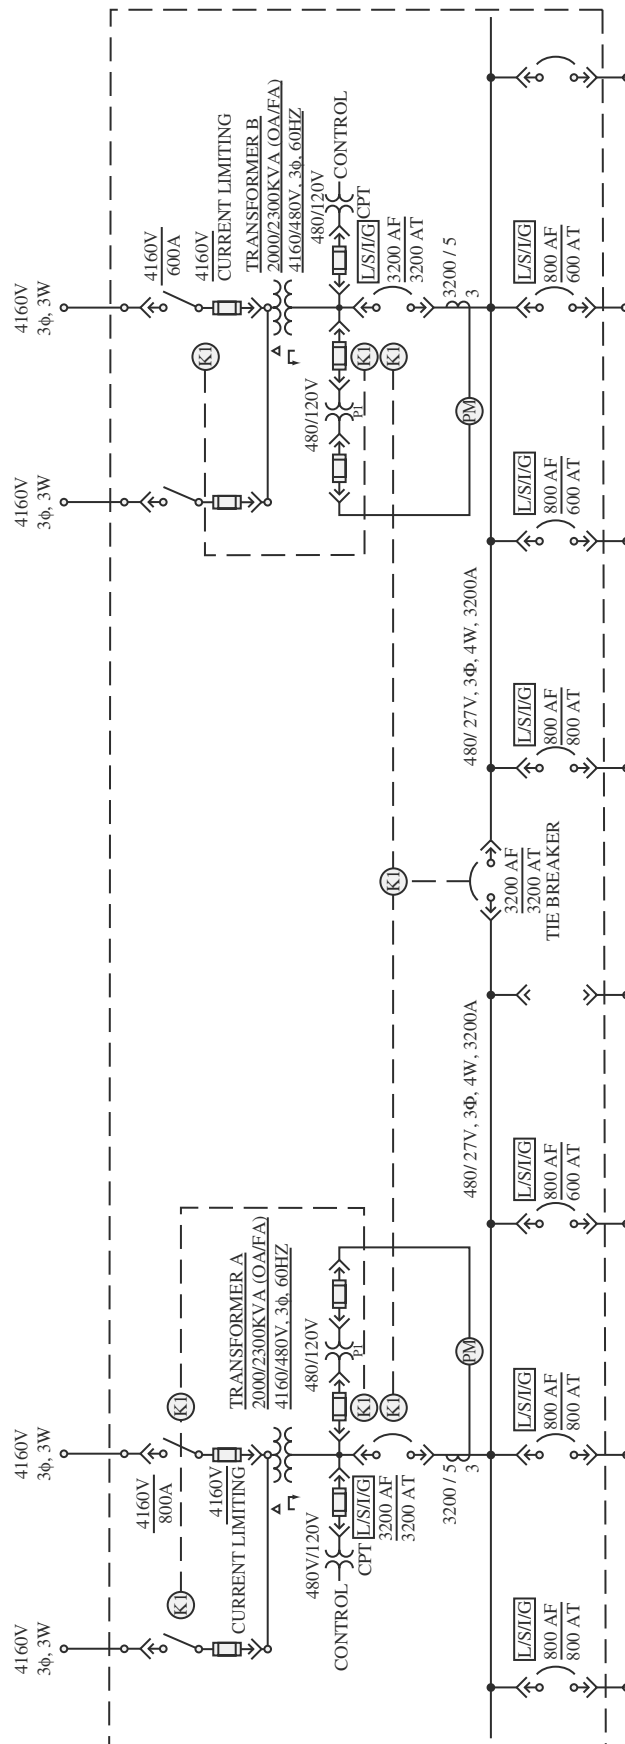 4160V
3ϕ, 3W
4160V
3ϕ, 3W
4160V
600A
4160V
CURRENT LIMITING
TRANSFORMER B
2000/2300KVA (OA/FA)
4160/480V, 3ϕ, 60HZ
480/120V
CONTROL
CPT
L/S/I/G
3200 AF
3200 AT
3200 / 5
3
K1
K1
K1
480/120V
P1
PM
L/S/I/G
800 AF
600 AT
L/S/I/G
800 AF
600 AT
480/ 27V, 3Φ, 4W, 3200A
L/S/I/G
800 AF
800 AT
K1
3200 AF
3200 AT
TIE BREAKER
480/ 27V, 3Φ, 4W, 3200A
L/S/I/G
800 AF
600 AT
TRANSFORMER A
2000/2300KVA (OA/FA)
4160/480V, 3ϕ, 60HZ
480/120V
P1
PM
K1
K1
K1
4160V
3ϕ, 3W
4160V
800A
4160V
CURRENT LIMITING
K1
480V/120V
CONTROL
CPT
L/S/I/G
3200 AF
3200 AT
3200 / 5
3
L/S/I/G
800 AF
800 AT
4160V
3ϕ, 3W
L/S/I/G
800 AF
800 AT